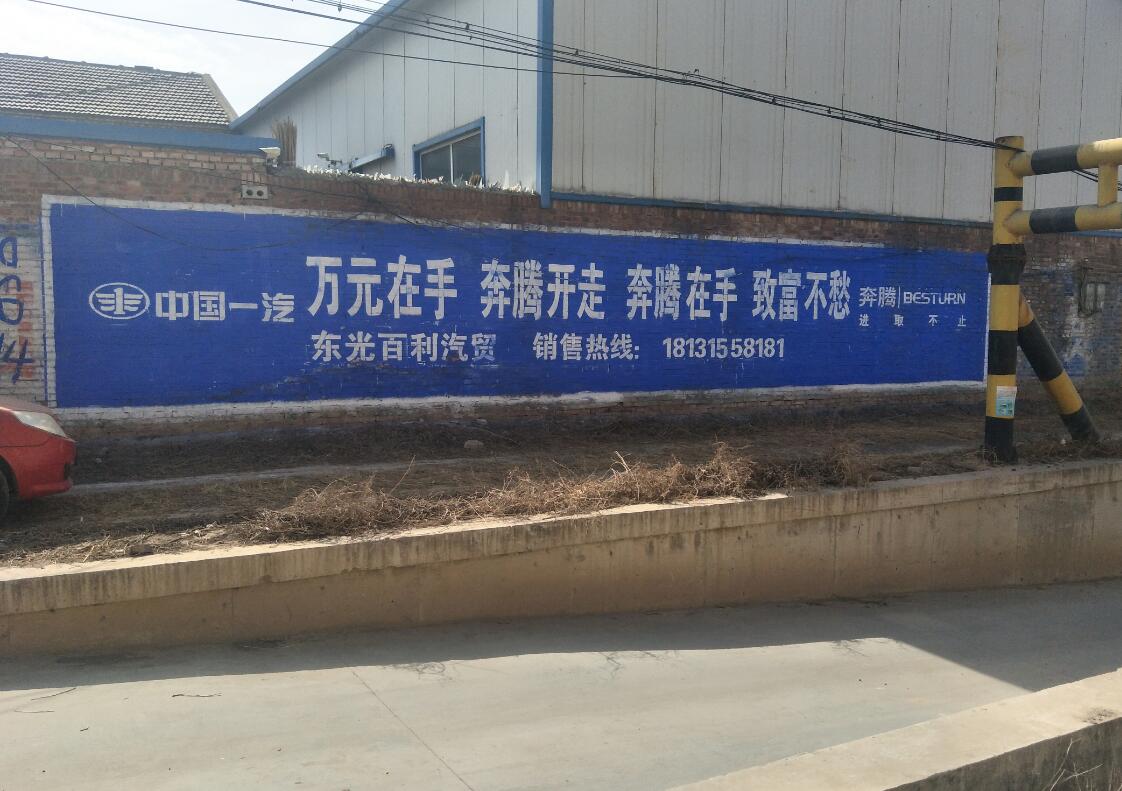 中国一汽 万元在手 奔腾开走 奔腾在手 致富不愁 奔腾 BESTURN
进取不止
东光百利汽贸 销售热线: 18131558181